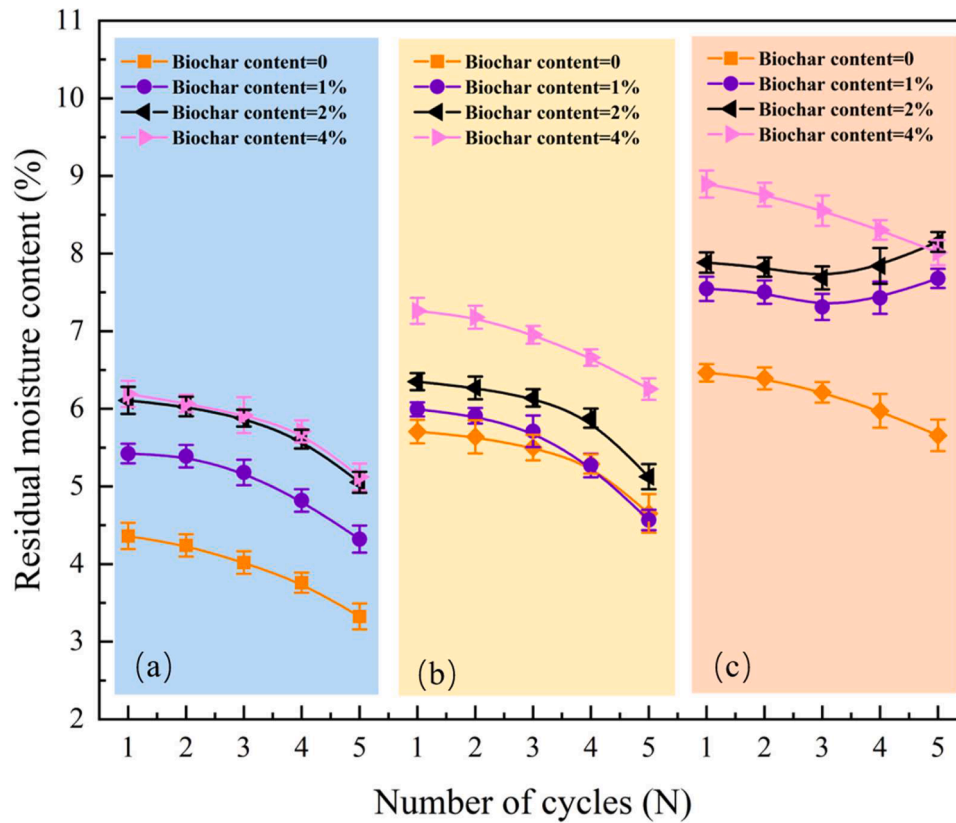 11
10
9
8
7
6
5
4
3
2
Residual moisture content (%)
Biochar content=0
Biochar content=1%
Biochar content=2%
Biochar content=4%
(a)
Biochar content=0
Biochar content=1%
Biochar content=2%
Biochar content=4%
(b)
Biochar content=0
Biochar content=1%
Biochar content=2%
Biochar content=4%
(c)
1 2 3 4 5 1 2 3 4 5 1 2 3 4 5
Number of cycles (N)